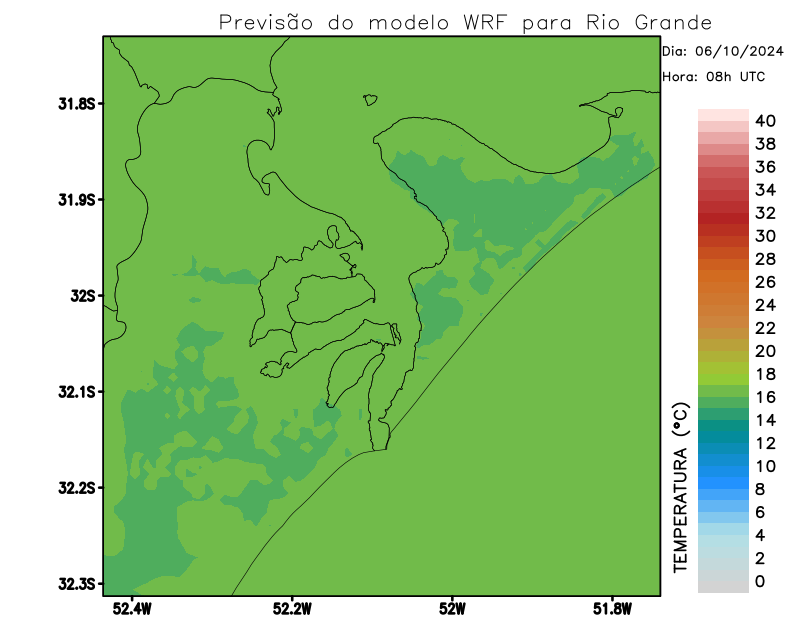 Previsão do modelo WRF para Rio Grande
Dia: 06/10/2024
Hora: 08h UTC
31.8S
31.9S
32S
32.1S
32.2S
32.3S
52.4W
52.2W
52W
51.8W
TEMPERATURA (°C)
40
38
36
34
32
30
28
26
24
22
20
18
16
14
12
10
8
6
4
2
0